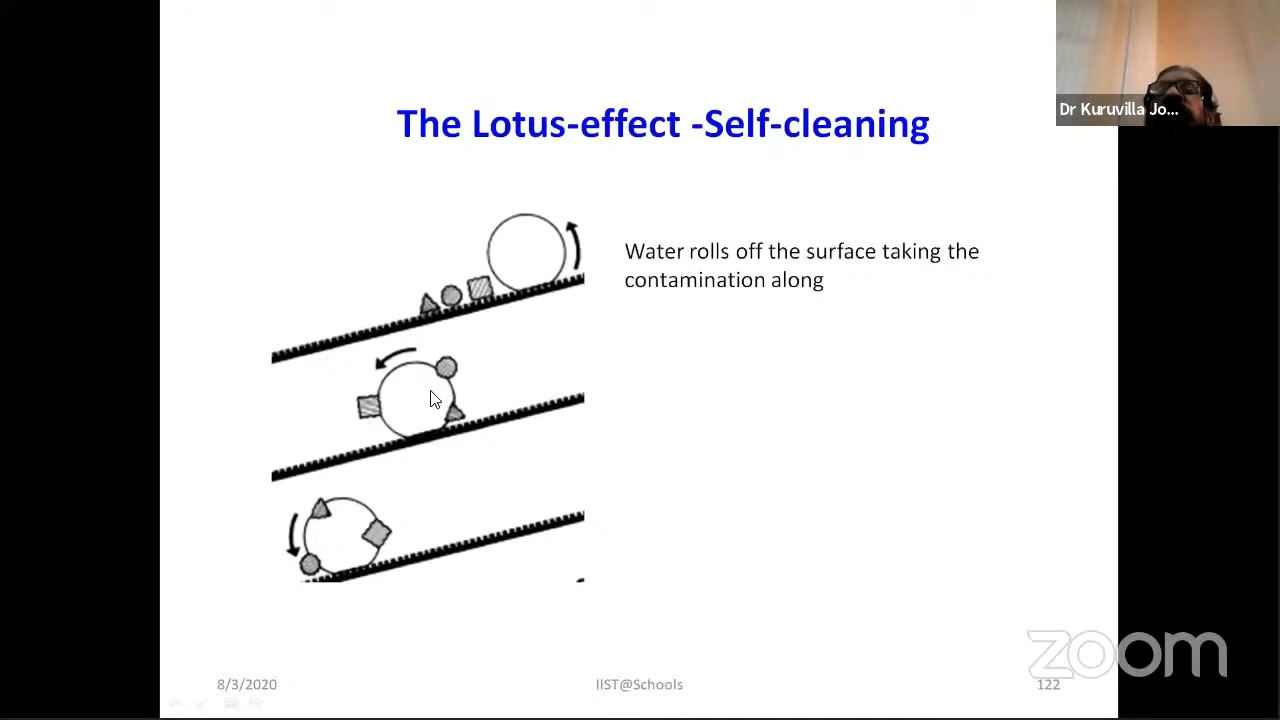 The Lotus-effect -Self-cleaning
Dr Kuruvilla Jo...
Water rolls off the surface taking the
contamination along
zoom
8/3/2020
IIST@Schools
122